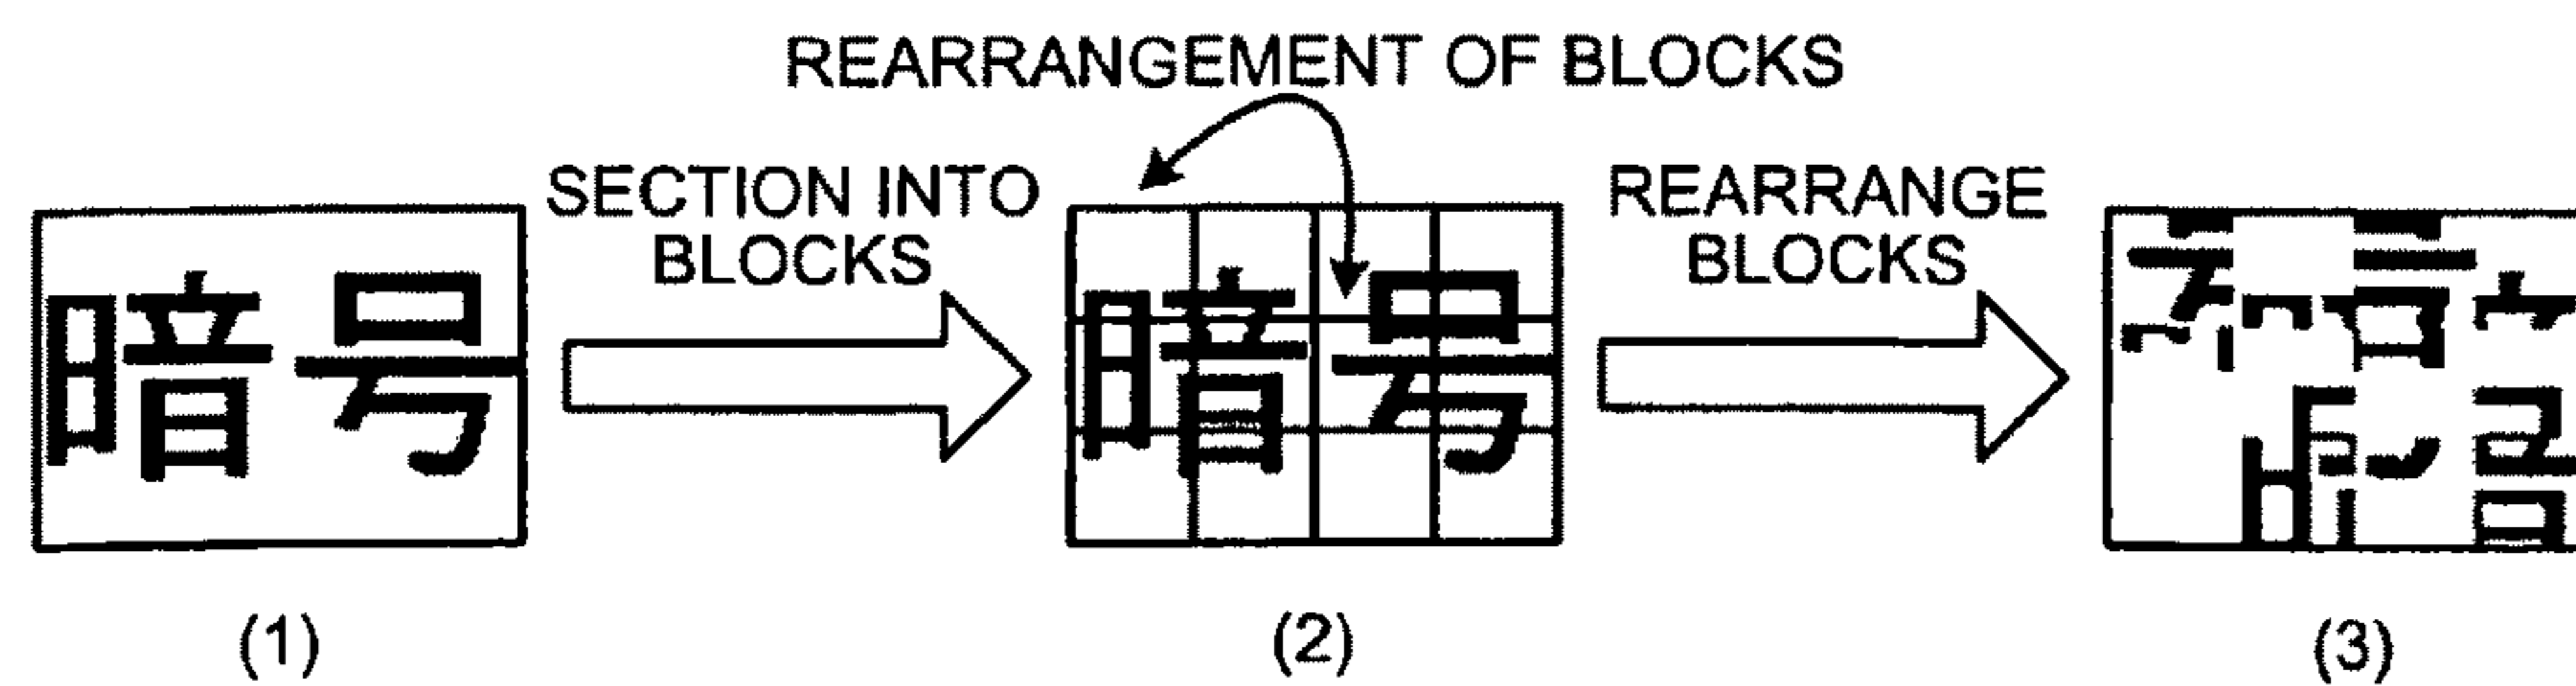 REARRANGEMENT OF BLOCKS
SECTION INTO
BLOCKS
REARRANGE
BLOCKS
暗号
暗号
(1)
(2)
(3)